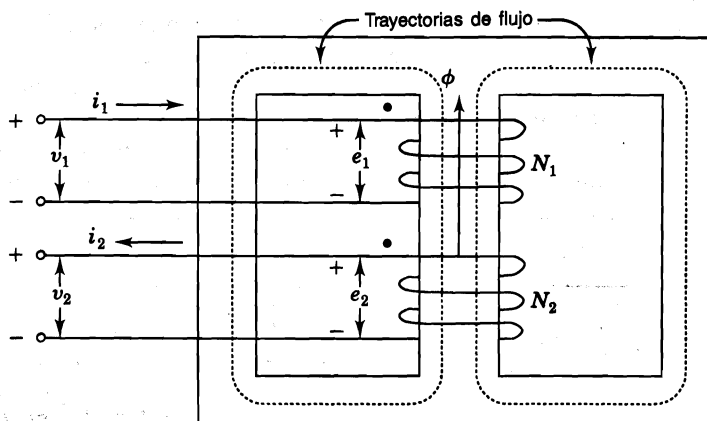 Trayectorias de flujo
ϕ
+ i₁ +
v₁ e₁ N₁
− −
+ i₂ +
v₂ e₂ N₂
− −